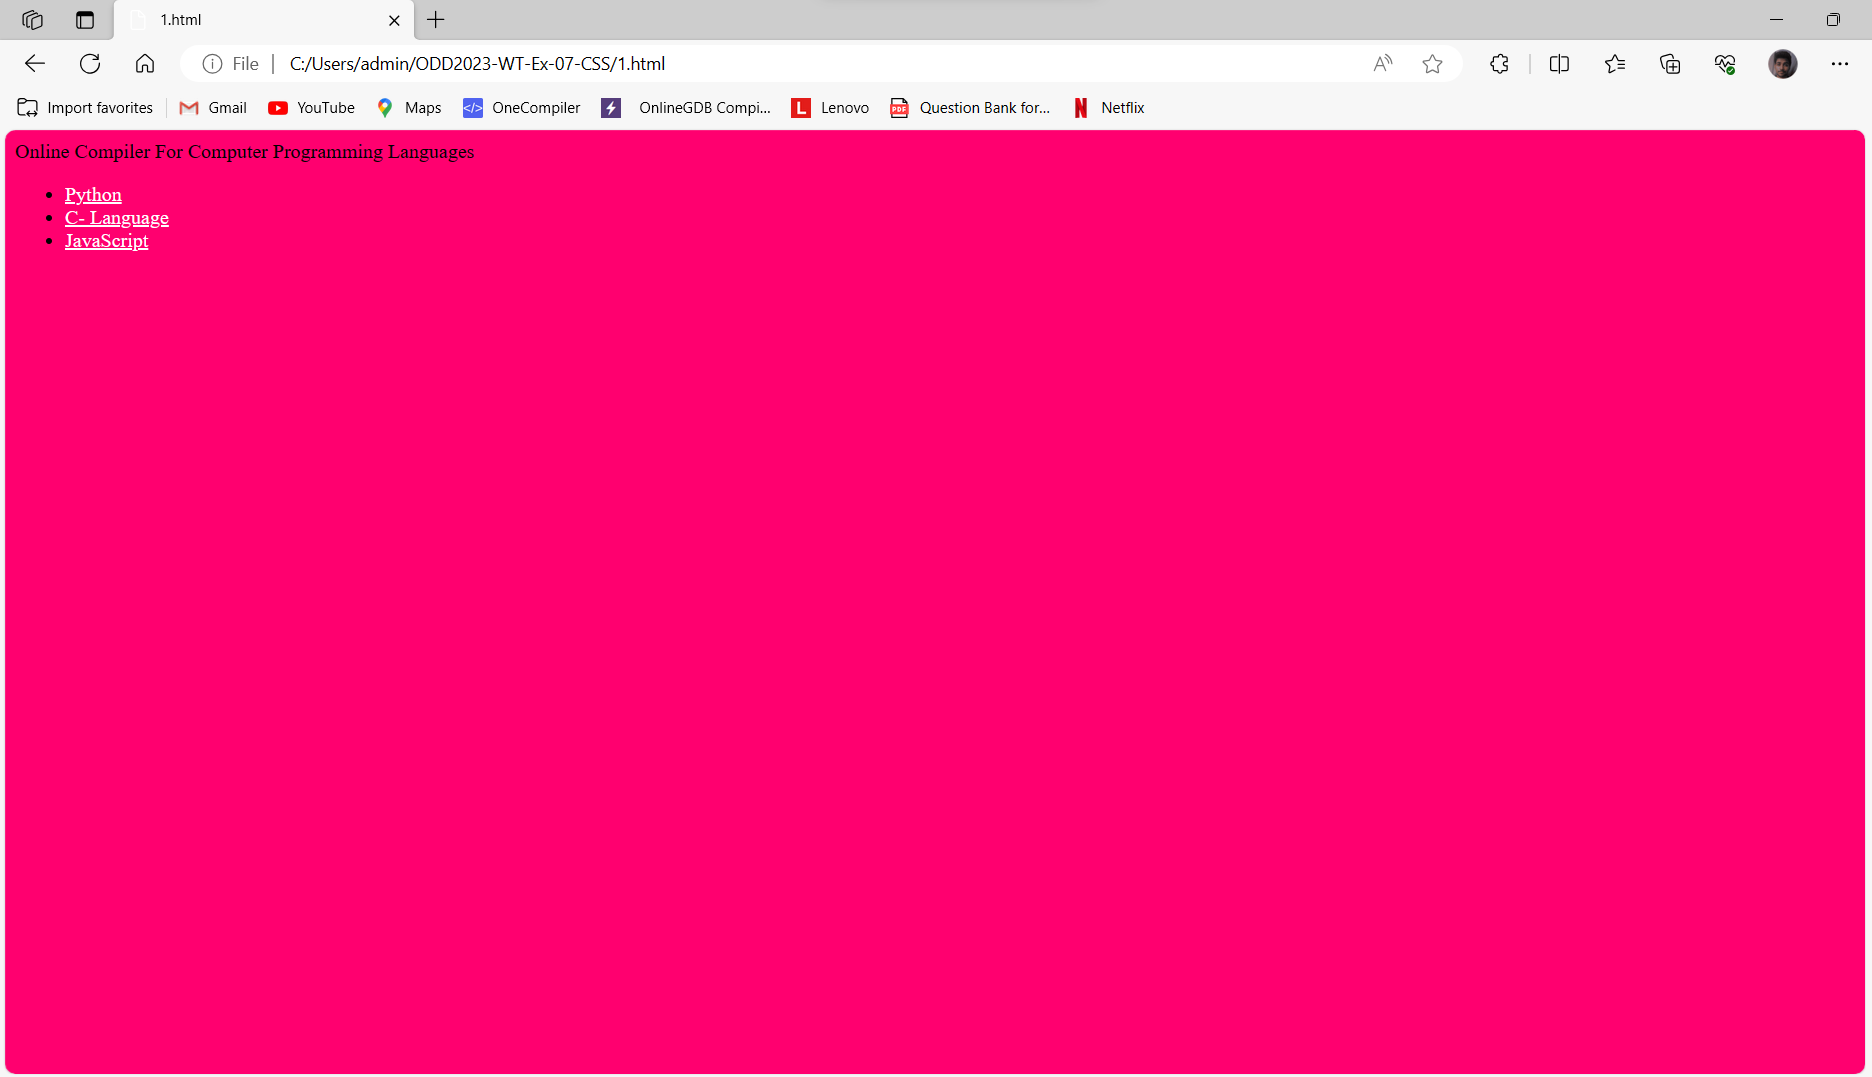 1.html
File C:/Users/admin/ODD2023-WT-Ex-07-CSS/1.html
Import favorites Gmail YouTube Maps OneCompiler OnlineGDB Compi... Lenovo Question Bank for... Netflix
Online Compiler For Computer Programming Languages
Python
C- Language
JavaScript